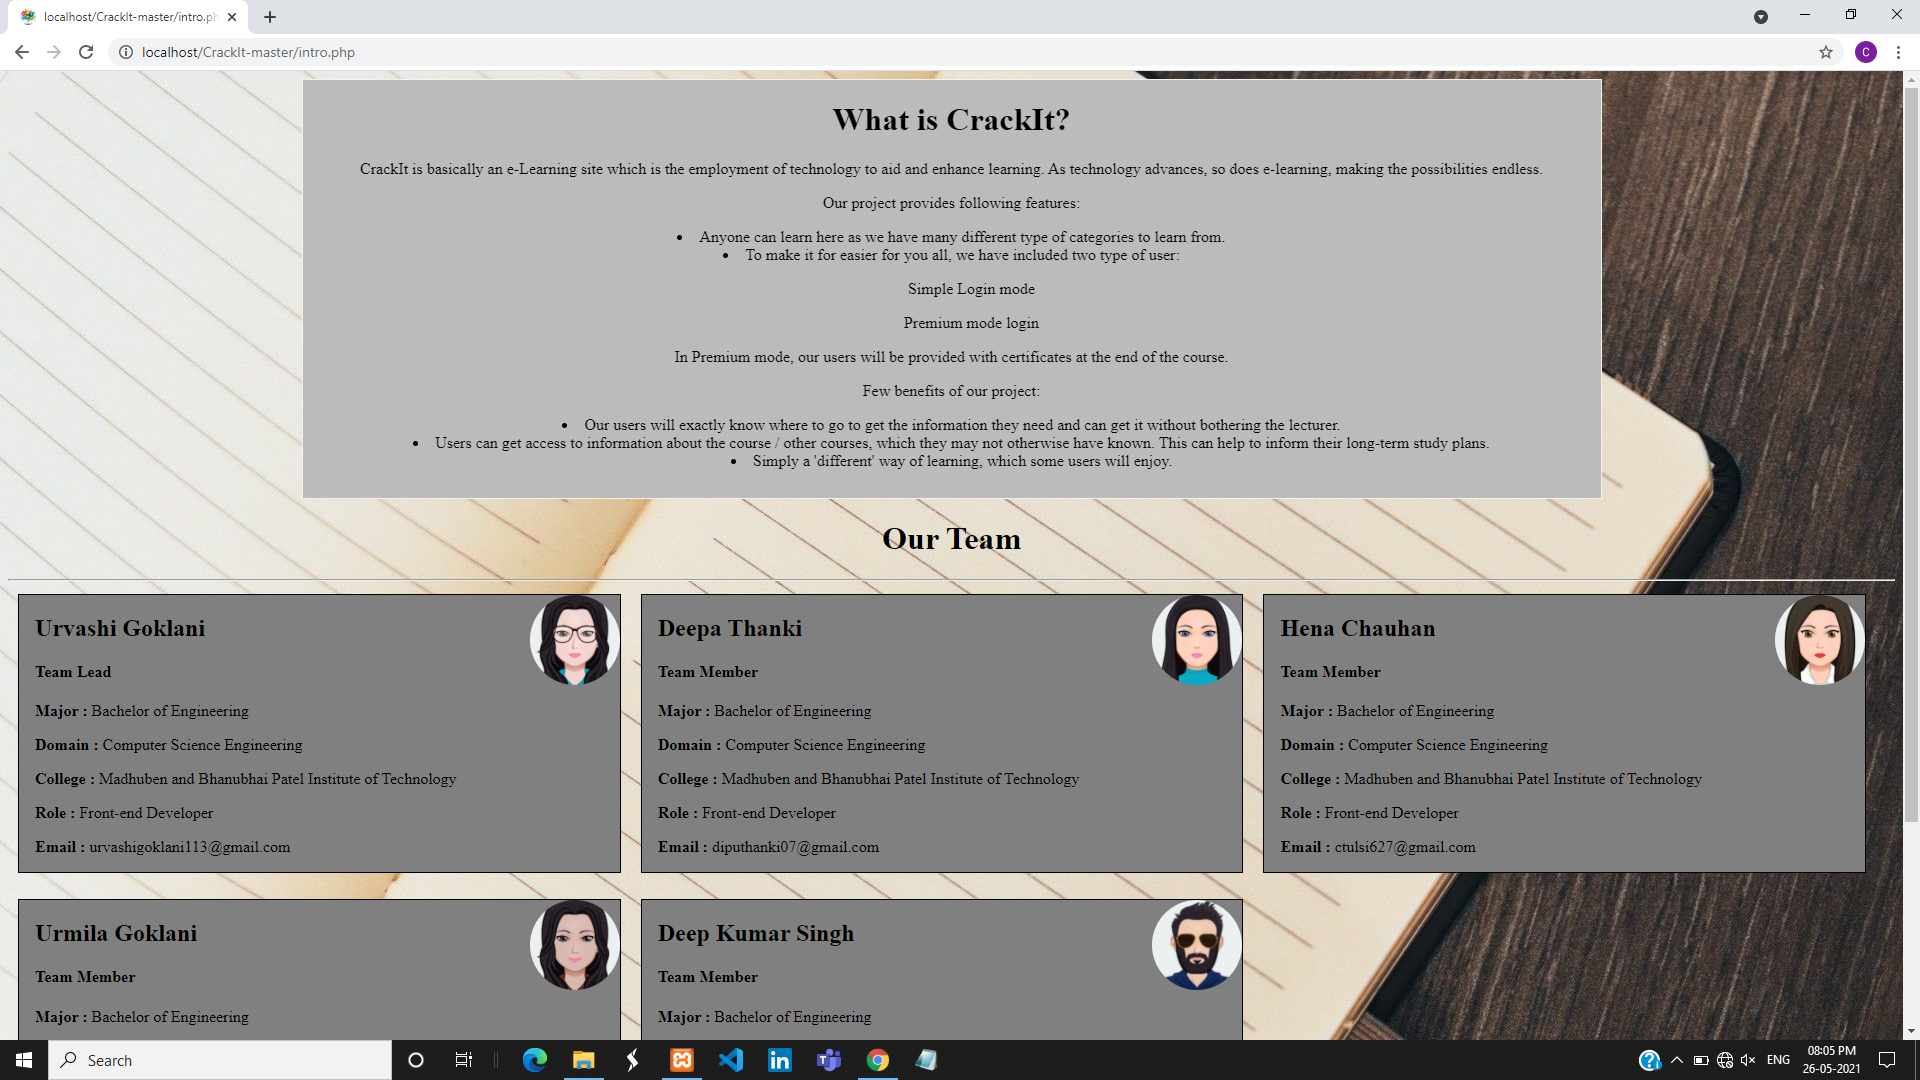 localhost/CrackIt-master/intro.ph
localhost/CrackIt-master/intro.php
C
What is CrackIt?
CrackIt is basically an e-Learning site which is the employment of technology to aid and enhance learning. As technology advances, so does e-learning, making the possibilities endless.
Our project provides following features:
• Anyone can learn here as we have many different type of categories to learn from.
• To make it for easier for you all, we have included two type of user:
Simple Login mode
Premium mode login
In Premium mode, our users will be provided with certificates at the end of the course.
Few benefits of our project:
• Our users will exactly know where to go to get the information they need and can get it without bothering the lecturer.
• Users can get access to information about the course / other courses, which they may not otherwise have known. This can help to inform their long-term study plans.
• Simply a 'different' way of learning, which some users will enjoy.
Our Team
Urvashi Goklani
Team Lead
Major : Bachelor of Engineering
Domain : Computer Science Engineering
College : Madhuben and Bhanubhai Patel Institute of Technology
Role : Front-end Developer
Email : urvashigoklani113@gmail.com
Deepa Thanki
Team Member
Major : Bachelor of Engineering
Domain : Computer Science Engineering
College : Madhuben and Bhanubhai Patel Institute of Technology
Role : Front-end Developer
Email : diputhanki07@gmail.com
Hena Chauhan
Team Member
Major : Bachelor of Engineering
Domain : Computer Science Engineering
College : Madhuben and Bhanubhai Patel Institute of Technology
Role : Front-end Developer
Email : ctulsi627@gmail.com
Urmila Goklani
Team Member
Major : Bachelor of Engineering
Deep Kumar Singh
Team Member
Major : Bachelor of Engineering
Search
ENG
08:05 PM
26-05-2021